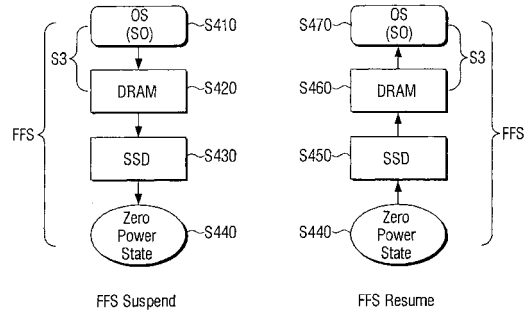 OS
(SO)
S410
S3
DRAM
S420
FFS
SSD
S430
Zero
Power
State
S440
FFS Suspend
S470
OS
(SO)
S3
S460
DRAM
FFS
S450
SSD
S440
Zero
Power
State
FFS Resume